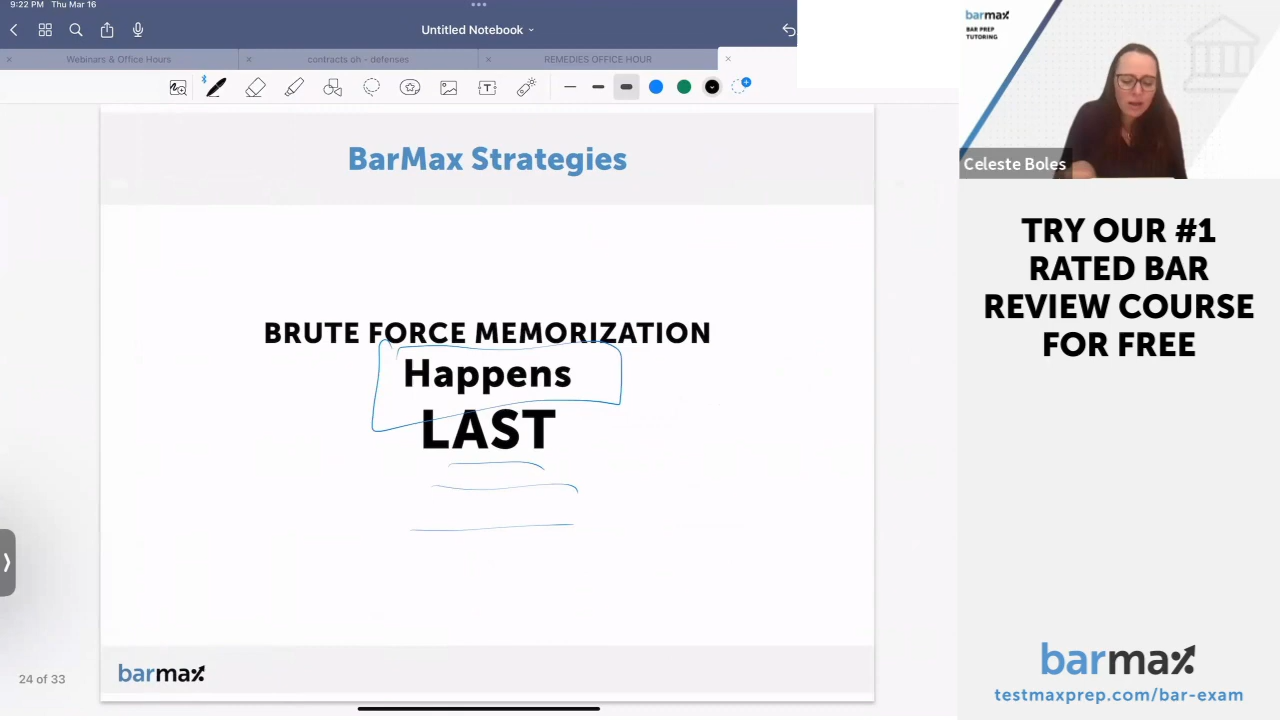 9:22 PM Thu Mar 16
Untitled Notebook
Webinars & Office Hours
contracts oh - defenses
REMEDIES OFFICE HOUR
BarMax Strategies
BRUTE FORCE MEMORIZATION
Happens
LAST
24 of 33
barmax
barmax
BAR PREP
TUTORING
Celeste Boles
TRY OUR #1
RATED BAR
REVIEW COURSE
FOR FREE
barmax
testmaxprep.com/bar-exam